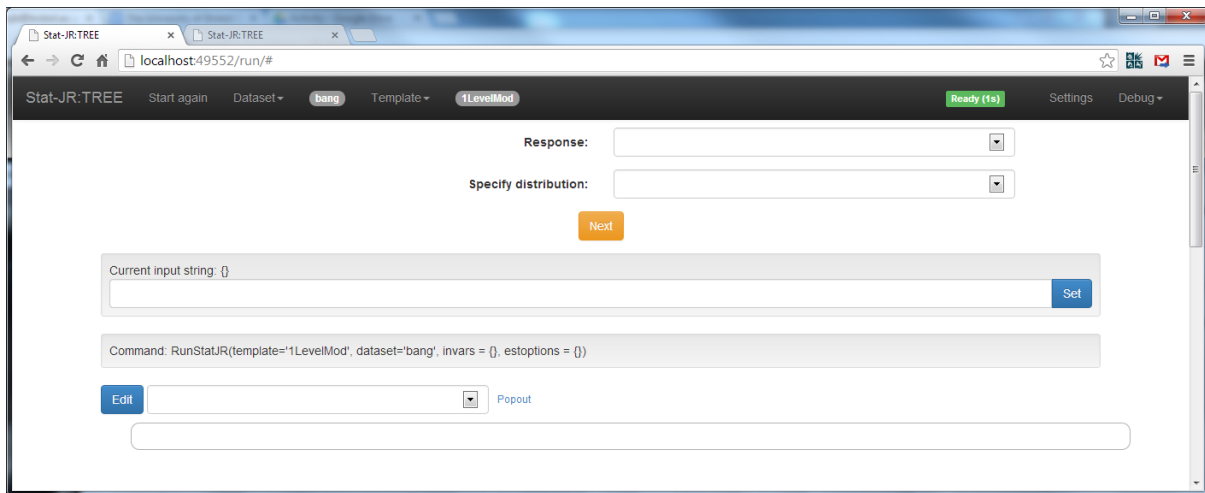 Stat-JR:TREE Stat-JR:TREE
localhost:49552/run/#
Stat-JR:TREE Start again Dataset bang Template 1LevelMod Ready (1s) Settings Debug
Response:
Specify distribution:
Next
Current input string: {}
Set
Command: RunStatJR(template='1LevelMod', dataset='bang', invars = {}, estoptions = {})
Edit Popout